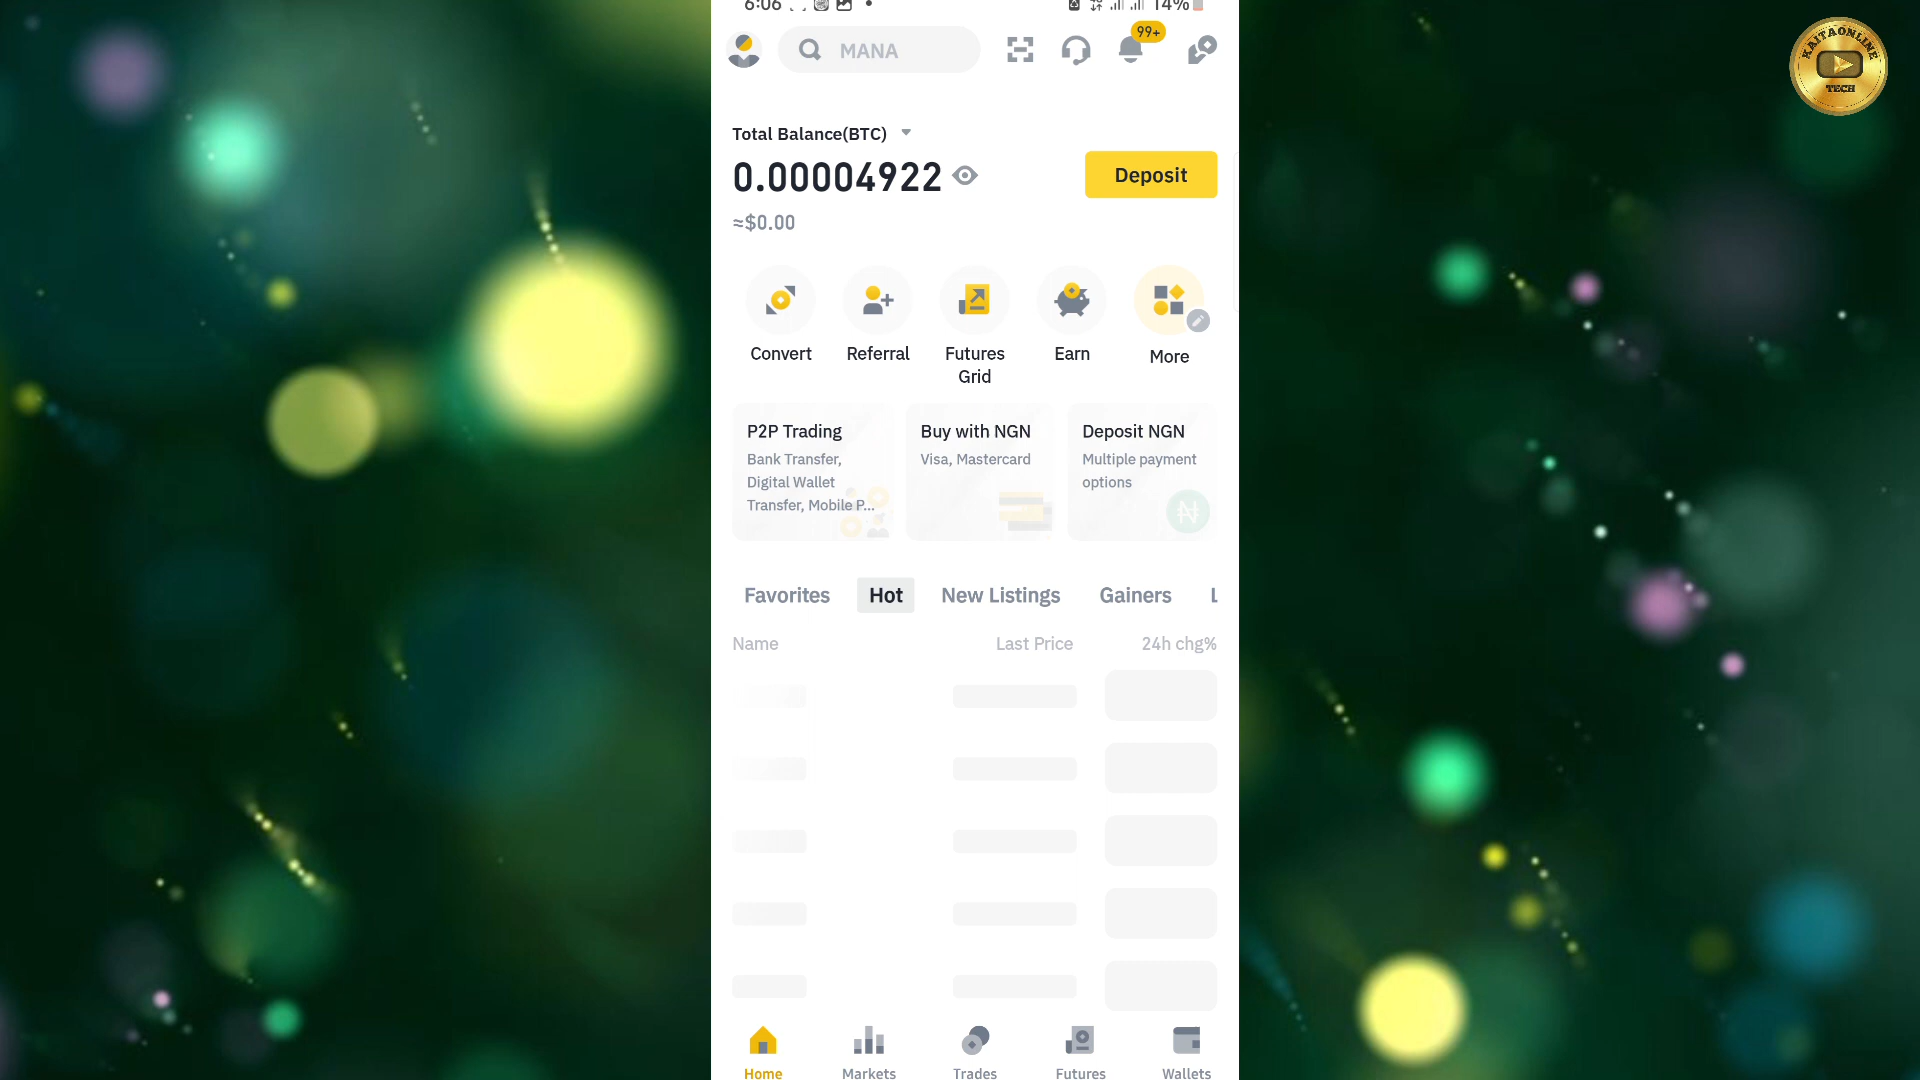 6:06
14%
MANA
99+
KAITAONLINE
TECH
Total Balance(BTC)
0.00004922
Deposit
≈$0.00
Convert
Referral
Futures
Grid
Earn
More
P2P Trading
Bank Transfer,
Digital Wallet
Transfer, Mobile P...
Buy with NGN
Visa, Mastercard
Deposit NGN
Multiple payment
options
Favorites
Hot
New Listings
Gainers
L
Name
Last Price
24h chg%
Home
Markets
Trades
Futures
Wallets